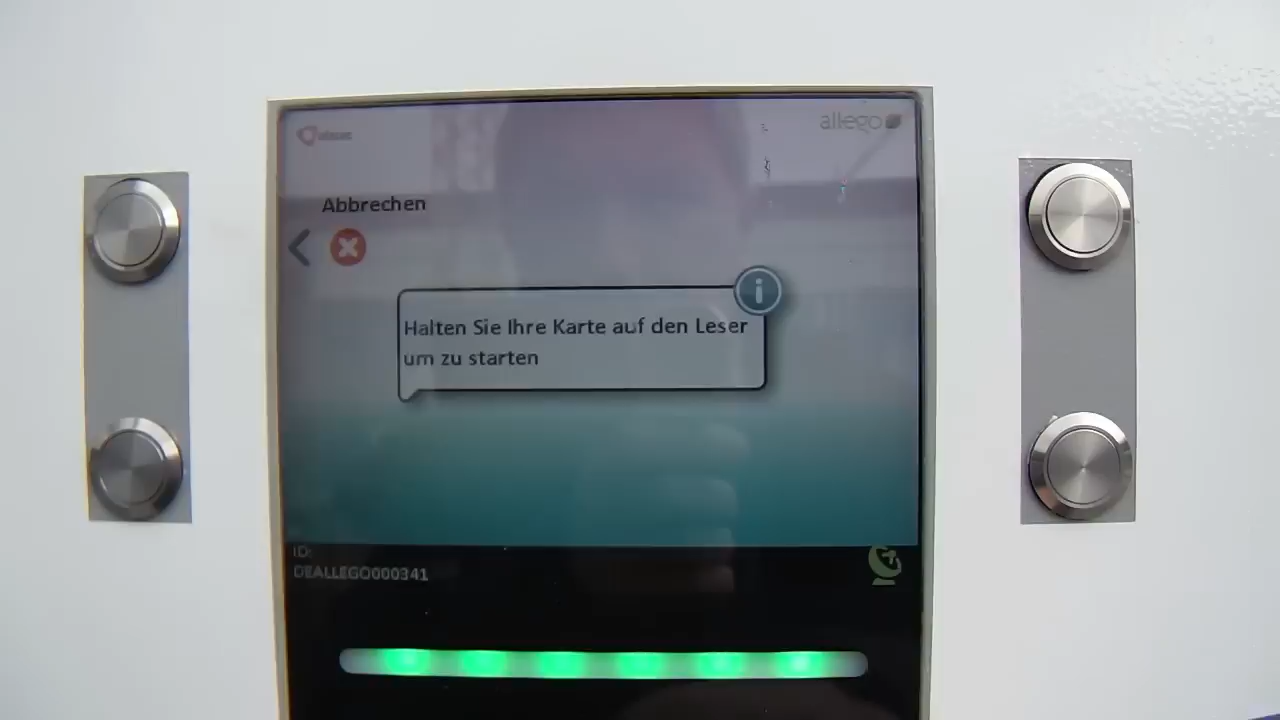 allego
Abbrechen
i
Halten Sie Ihre Karte auf den Leser
um zu starten
ID:
DEALLEGO000341